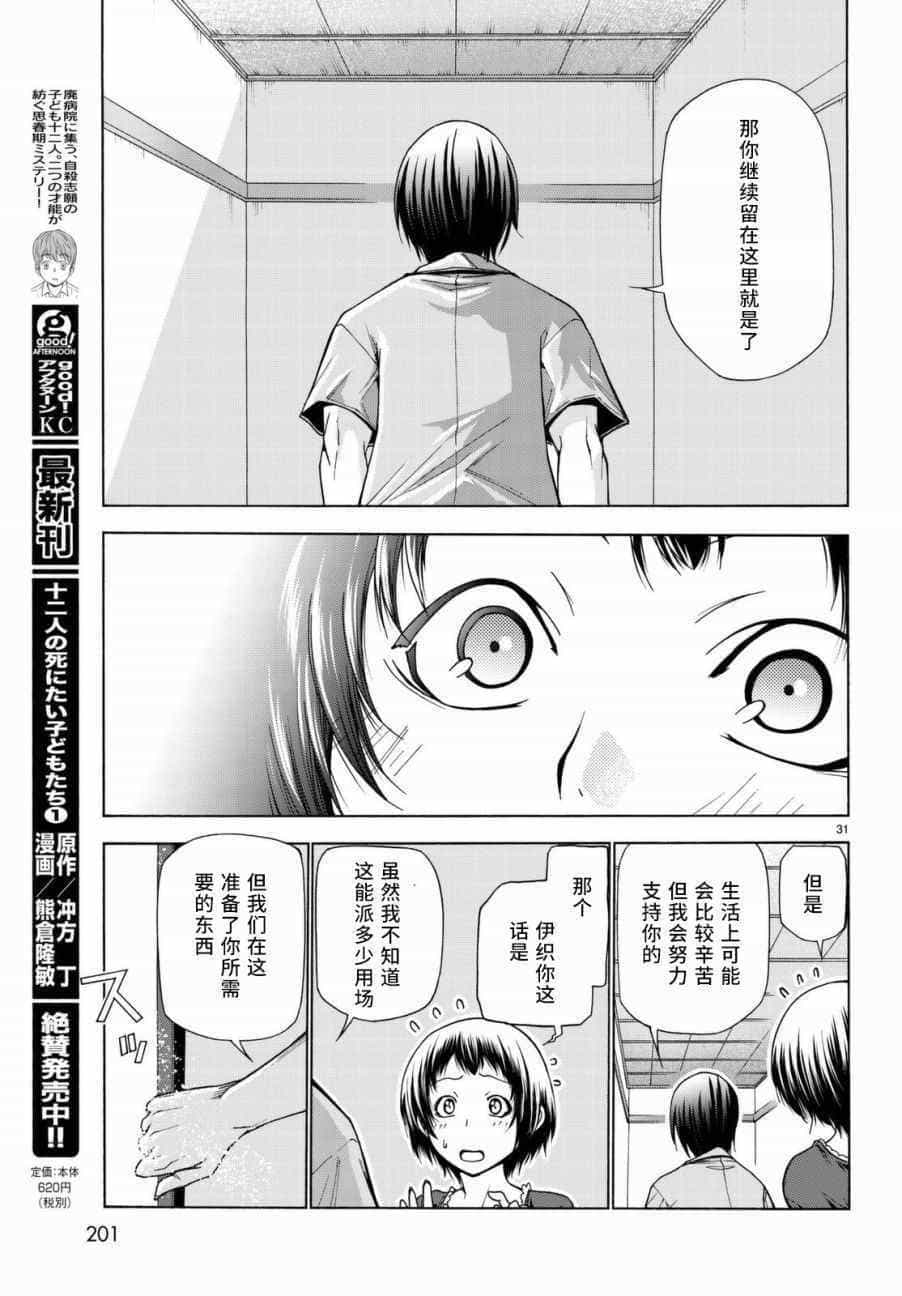 那你继续留在这里就是了
31
但是
生活上可能
会比较辛苦
但我会努力
支持你的
那个
伊织你这
话是
虽然我不知道
这能派多少用场
但我们在这
准备了你所需
要的东西
ズッ
廃病院に集う、自殺志願の
子ども十二人。二つの才能が
紡ぐ思春期ミステリー！
good!
AFTERNOON
good!
アフタヌーン
KC
最新刊
十二人の死にたい子どもたち❶
原作／冲方 丁
漫画／熊倉隆敏
絶賛発売中!!
定価：本体
620円
（税別）
201